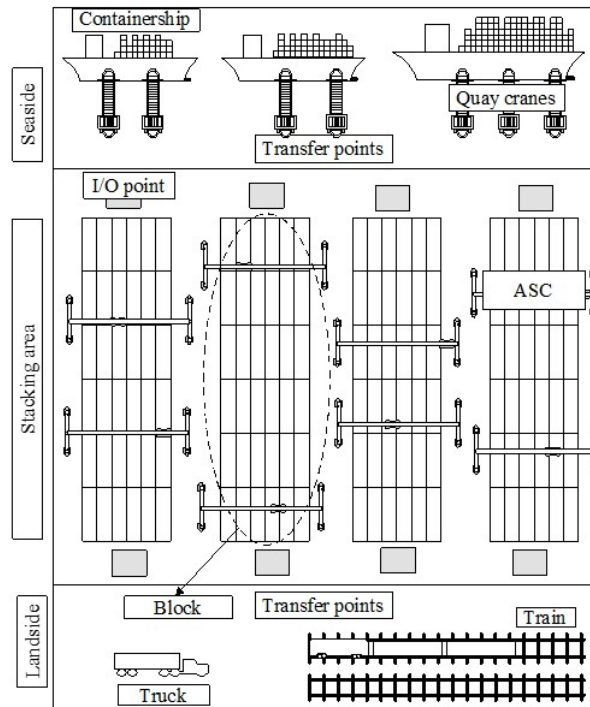 Containership
Seaside
Quay cranes
Transfer points
I/O point
ASC
Stacking area
Block
Transfer points
Landside
Train
Truck